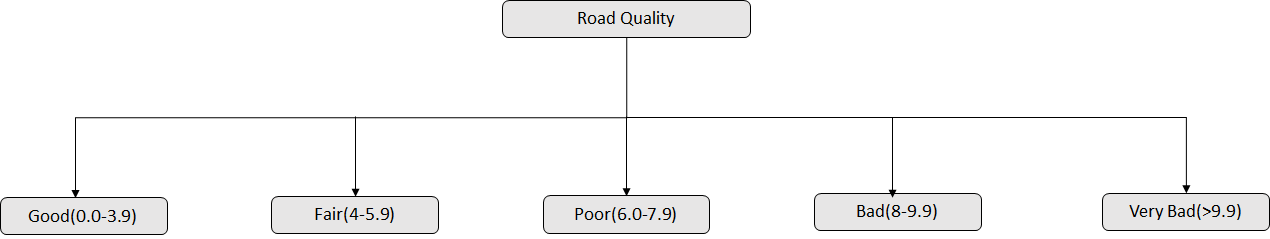 Road Quality
Good(0.0-3.9)
Fair(4-5.9)
Poor(6.0-7.9)
Bad(8-9.9)
Very Bad(>9.9)